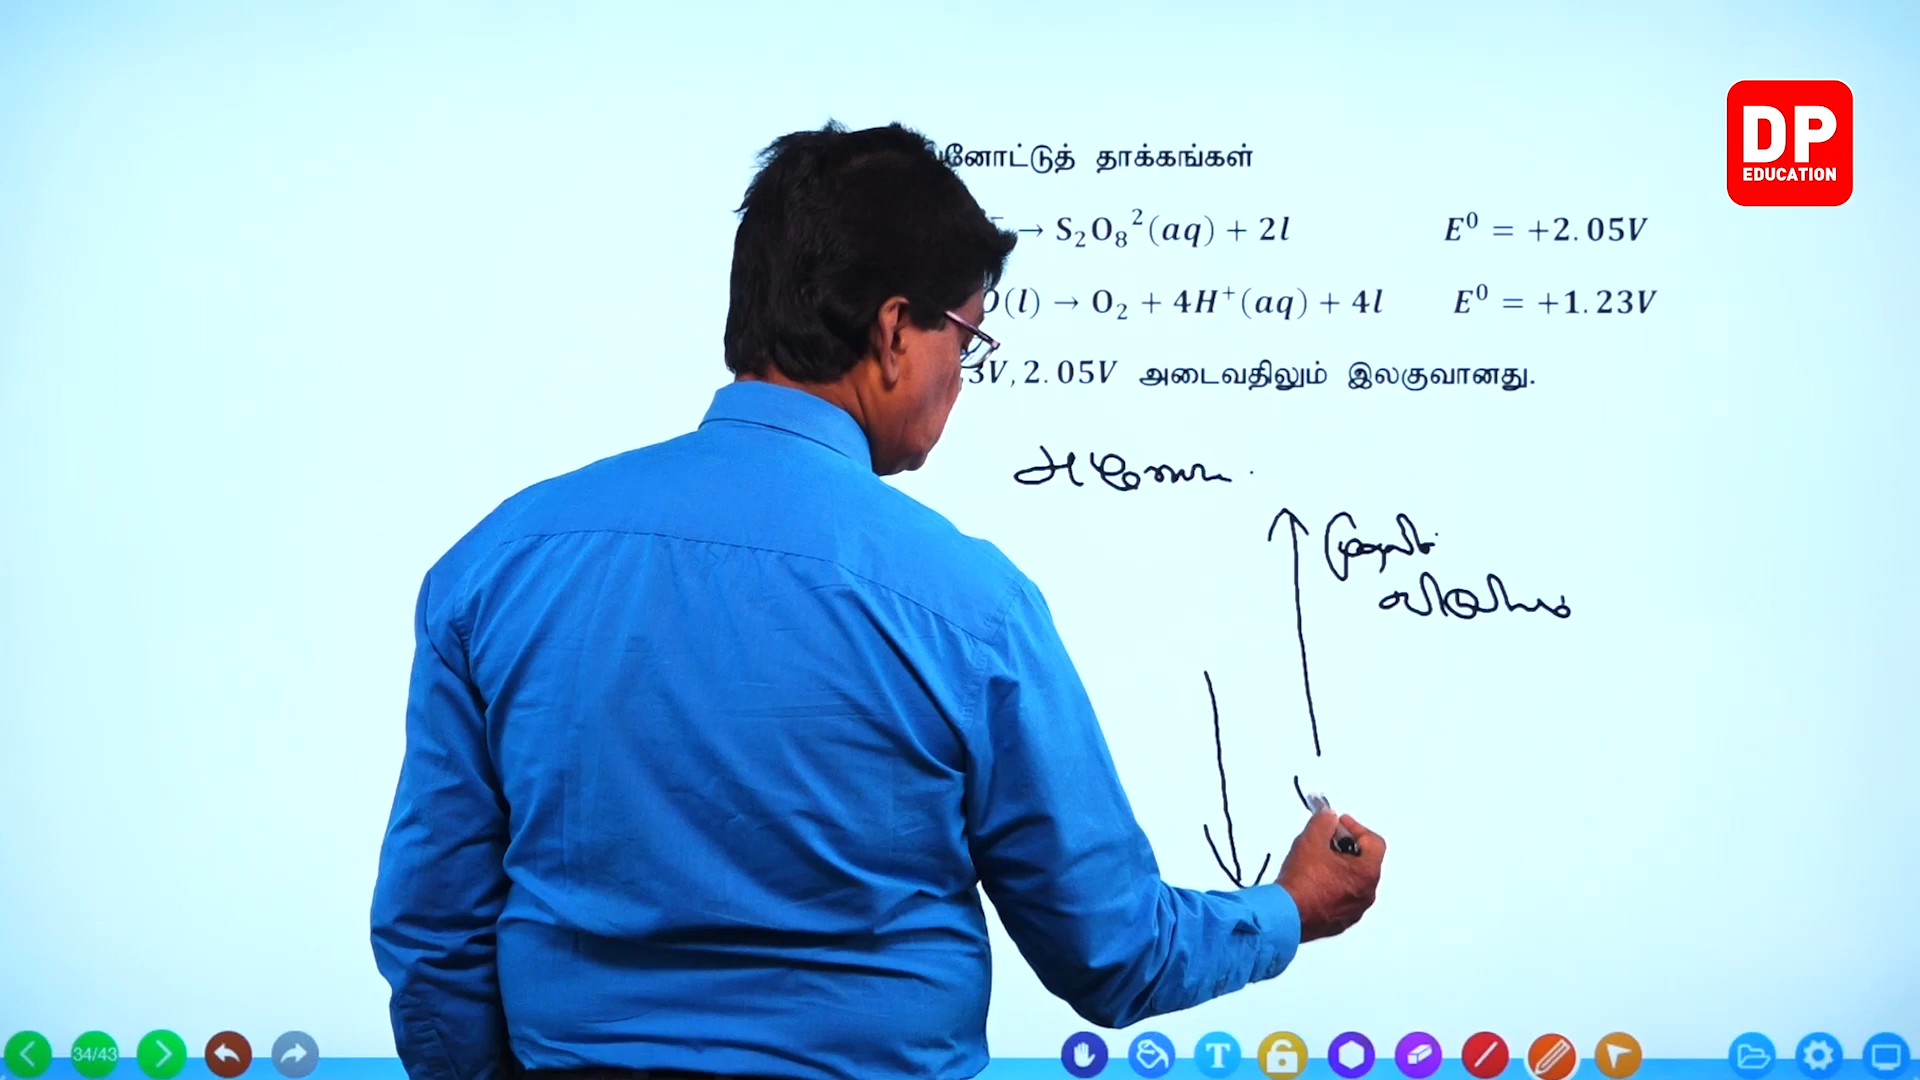 DP
EDUCATION
னோட்டுத் தாக்கங்கள்
→ S₂O₈²(aq) + 2l E⁰ = +2.05V
(l) → O₂ + 4H⁺(aq) + 4l E⁰ = +1.23V
3V, 2.05V அடைவதிலும் இலகுவானது.
34/43
T